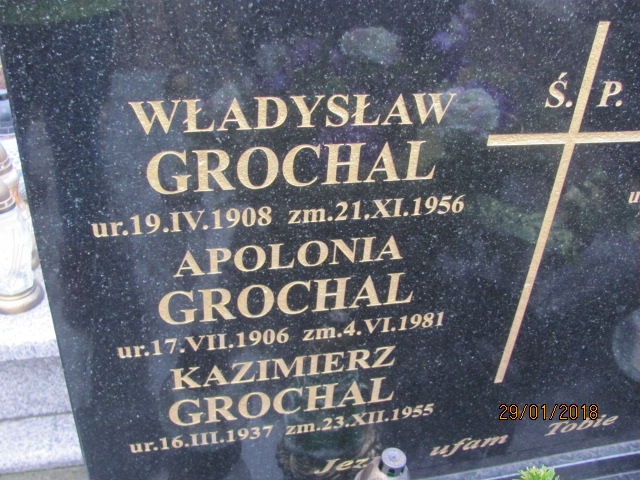 WŁADYSŁAW
GROCHAL
ur.19.IV.1908 zm.21.XI.1956
APOLONIA
GROCHAL
ur.17.VII.1906 zm.4.VI.1981
KAZIMIERZ
GROCHAL
ur.16.III.1937 zm.23.XII.1955
Ś. P.
ufam Tobie
29/01/2018